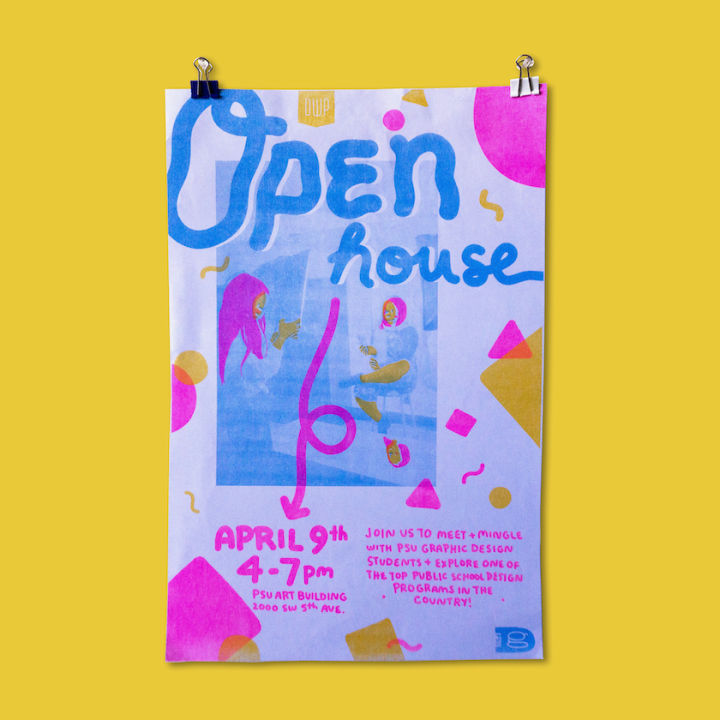 DWP
Open
house
APRIL 9th
4-7pm
PSU ART BUILDING
2000 SW 5th AVE.
JOIN US TO MEET + MINGLE
WITH PSU GRAPHIC DESIGN
STUDENTS + EXPLORE ONE OF
THE TOP PUBLIC SCHOOL DESIGN
PROGRAMS IN THE
COUNTRY!